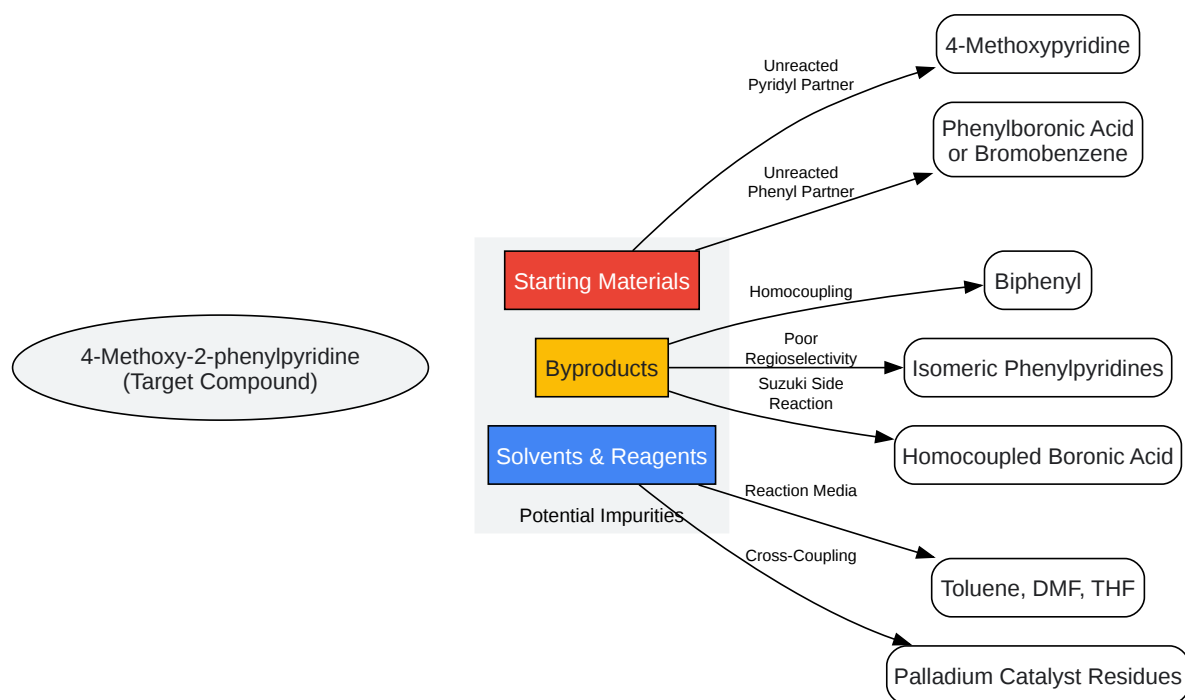 4-Methoxypyridine
Unreacted
Pyridyl Partner
Phenylboronic Acid
or Bromobenzene
Unreacted
Phenyl Partner
Starting Materials
Biphenyl
Homocoupling
4-Methoxy-2-phenylpyridine
(Target Compound)
Byproducts
Poor
Regioselectivity
Isomeric Phenylpyridines
Suzuki Side
Reaction
Homocoupled Boronic Acid
Solvents & Reagents
Reaction Media
Potential Impurities
Cross-Coupling
Toluene, DMF, THF
Palladium Catalyst Residues